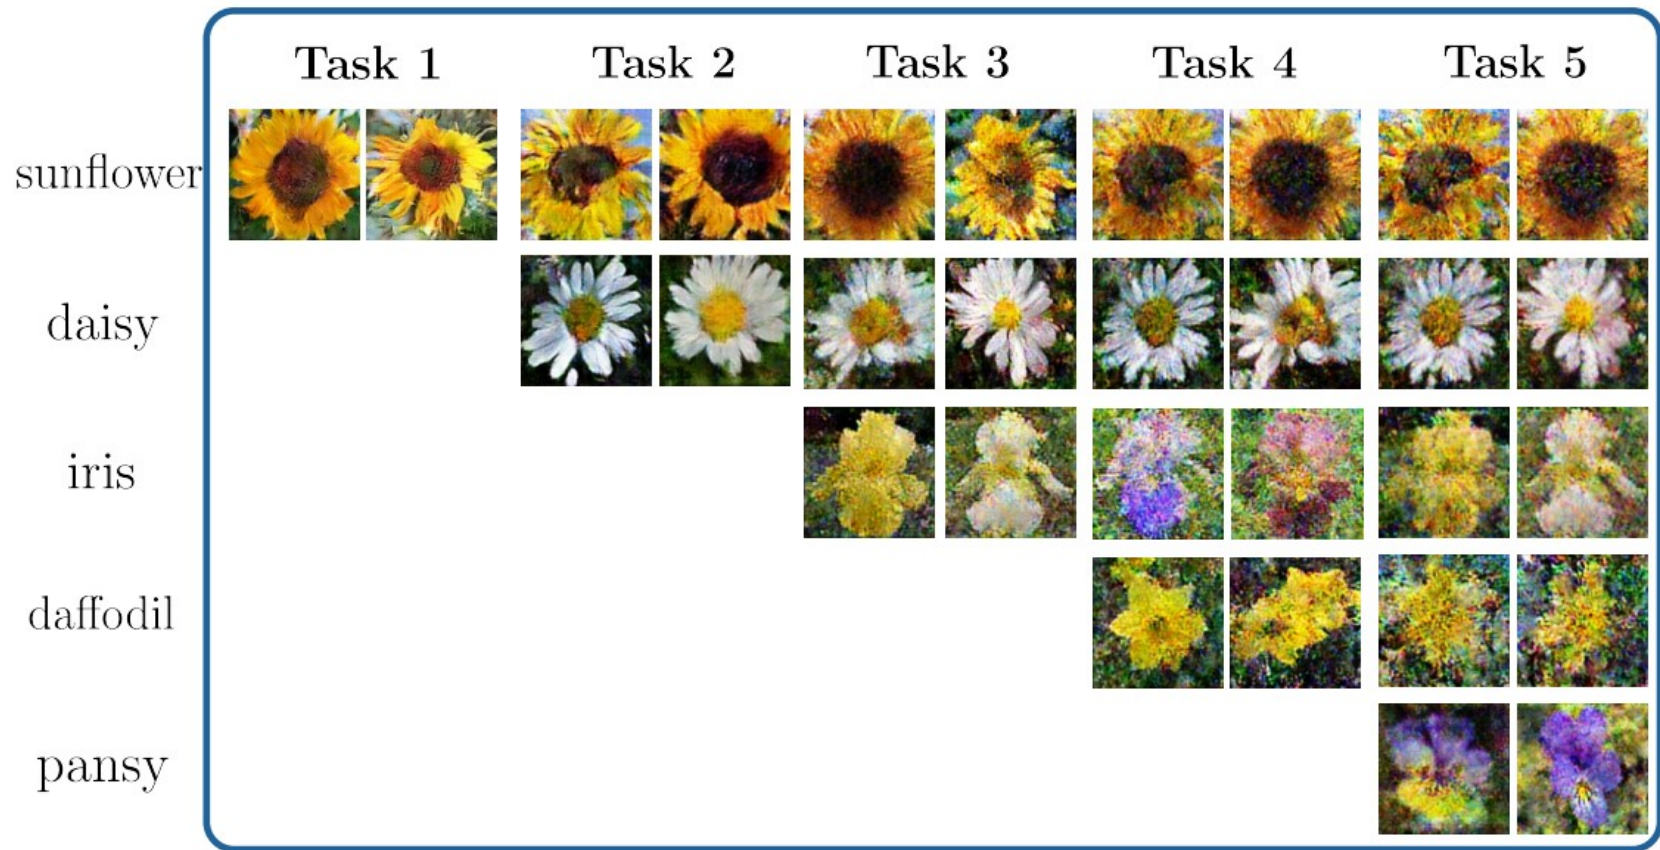 Task 1 Task 2 Task 3 Task 4 Task 5
sunflower
daisy
iris
daffodil
pansy